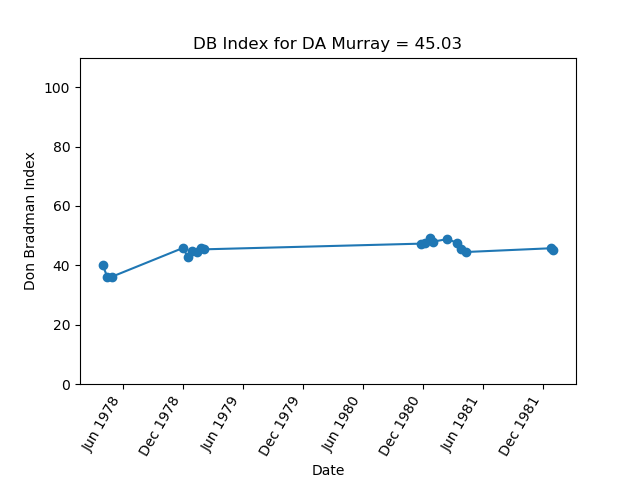 DB Index for DA Murray = 45.03
100
80
60
40
20
0
Don Bradman Index
Jun 1978
Dec 1978
Jun 1979
Dec 1979
Jun 1980
Dec 1980
Jun 1981
Dec 1981
Date